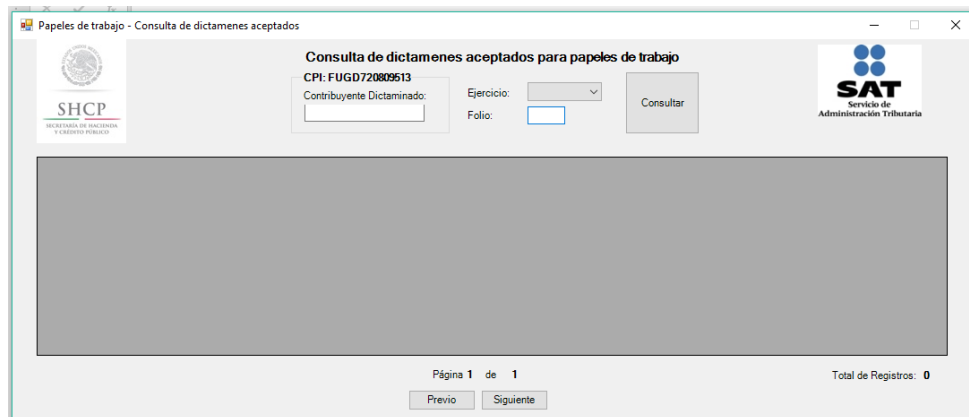 Papeles de trabajo - Consulta de dictamenes aceptados
Consulta de dictamenes aceptados para papeles de trabajo
CPI: FUGD720809513
Contribuyente Dictaminado:
Ejercicio:
Folio:
Consultar
SHCP
SECRETARÍA DE HACIENDA
Y CRÉDITO PÚBLICO
SAT
Servicio de
Administración Tributaria
Página 1 de 1
Total de Registros: 0
Previo
Siguiente